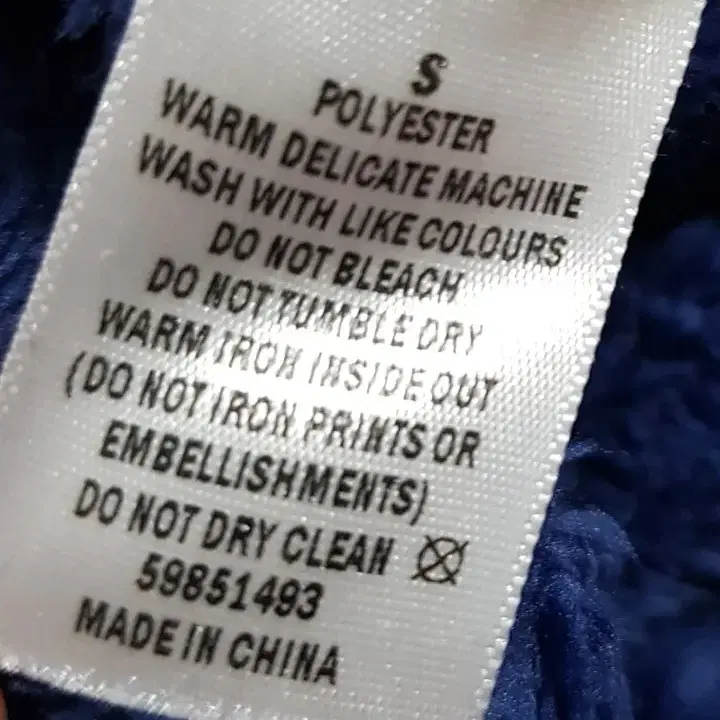 S
POLYESTER
WARM DELICATE MACHINE
WASH WITH LIKE COLOURS
DO NOT BLEACH
DO NOT TUMBLE DRY
WARM IRON INSIDE OUT
(DO NOT IRON PRINTS OR
EMBELLISHMENTS)
DO NOT DRY CLEAN
59851493
MADE IN CHINA